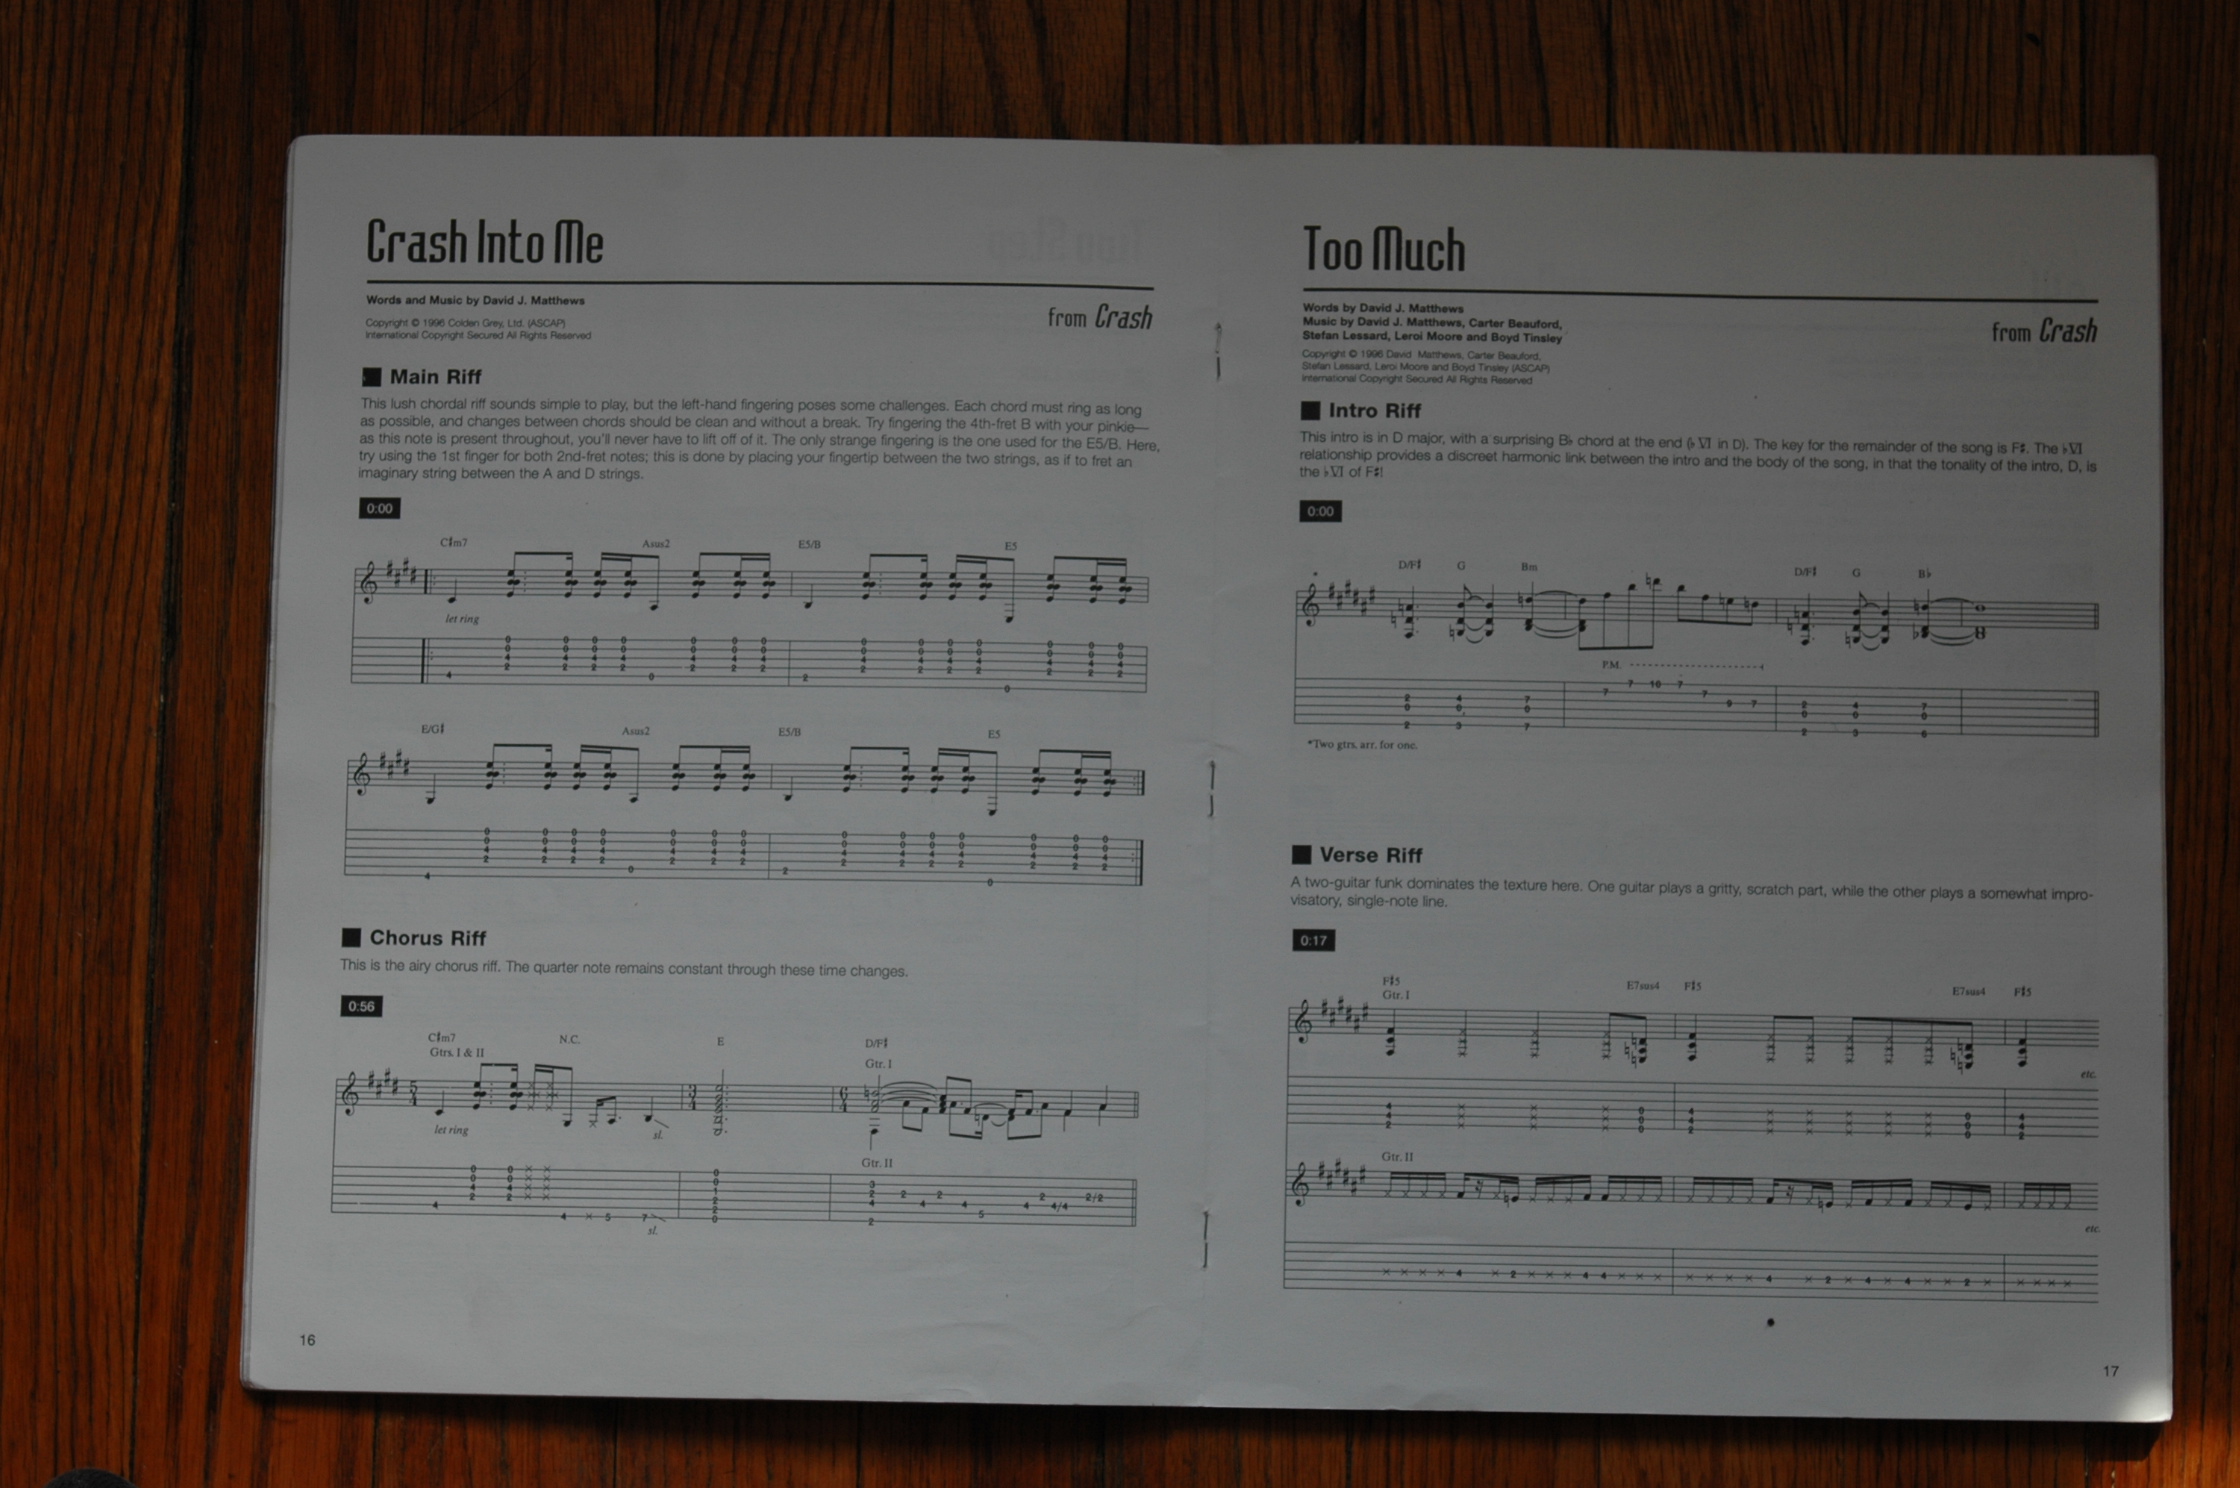 Crash Into Me
from Crash
Words and Music by David J. Matthews
Copyright © 1996 Colden Grey, Ltd. (ASCAP)
International Copyright Secured All Rights Reserved
Main Riff
This lush chordal riff sounds simple to play, but the left-hand fingering poses some challenges. Each chord must ring as long
as possible, and changes between chords should be clean and without a break. Try fingering the 4th-fret B with your pinkie—
as this note is present throughout, you'll never have to lift off of it. The only strange fingering is the one used for the E5/B. Here,
try using the 1st finger for both 2nd-fret notes; this is done by placing your fingertip between the two strings, as if to fret an
imaginary string between the A and D strings.
0:00
C♯m7 Asus2 E5/B E5
let ring
E/G♯ Asus2 E5/B E5
Chorus Riff
This is the airy chorus riff. The quarter note remains constant through these time changes.
0:56
C♯m7 N.C. E D/F♯
Gtrs. I & II Gtr. I
let ring sl.
Gtr. II
sl.
16
Too Much
from Crash
Words by David J. Matthews
Music by David J. Matthews, Carter Beauford,
Stefan Lessard, Leroi Moore and Boyd Tinsley
Copyright © 1996 David Matthews, Carter Beauford,
Stefan Lessard, Leroi Moore and Boyd Tinsley (ASCAP)
International Copyright Secured All Rights Reserved
Intro Riff
This intro is in D major, with a surprising B♭ chord at the end (♭VI in D). The key for the remainder of the song is F♯. The ♭VI
relationship provides a discreet harmonic link between the intro and the body of the song, in that the tonality of the intro, D, is
the ♭VI of F♯!
0:00
D/F♯ G Bm D/F♯ G B♭
P.M.
*Two gtrs. arr. for one.
Verse Riff
A two-guitar funk dominates the texture here. One guitar plays a gritty, scratch part, while the other plays a somewhat impro-
visatory, single-note line.
0:17
F♯5 E7sus4 F♯5 E7sus4 F♯5
Gtr. I
etc.
Gtr. II
etc.
17